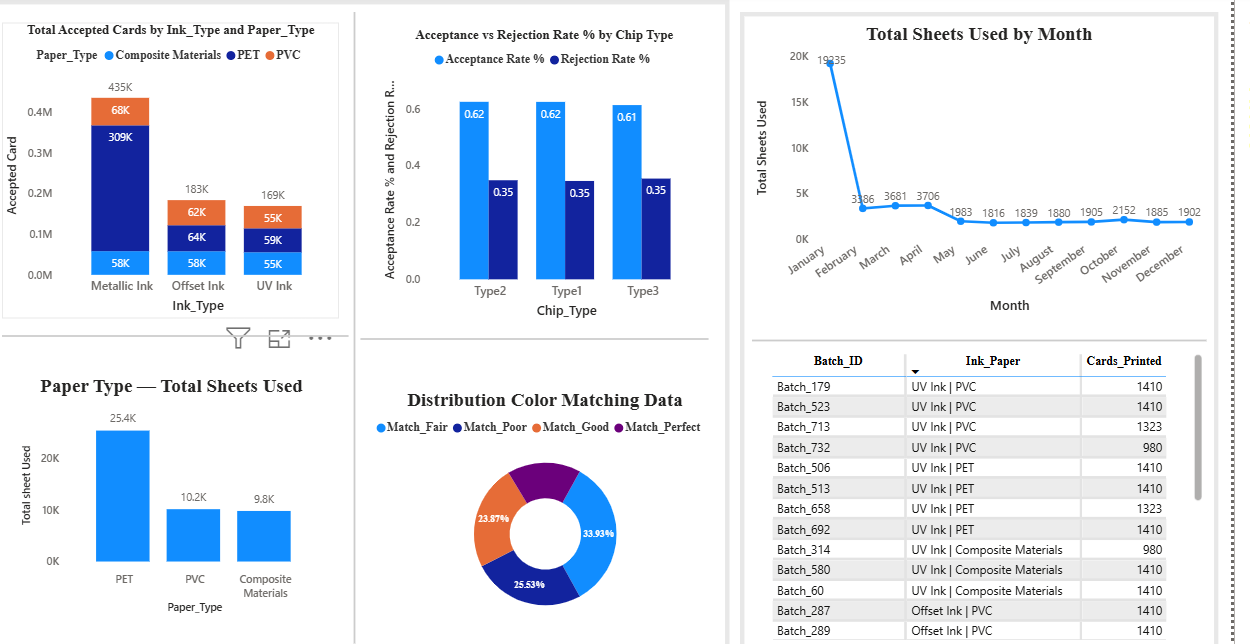 Total Accepted Cards by Ink_Type and Paper_Type
Paper_Type Composite Materials PET PVC
Accepted Card
0.4M
0.3M
0.2M
0.1M
0.0M
435K
68K
309K
58K
183K
62K
64K
58K
169K
55K
59K
55K
Metallic Ink Offset Ink UV Ink
Ink_Type
Acceptance vs Rejection Rate % by Chip Type
Acceptance Rate % Rejection Rate %
Acceptance Rate % and Rejection R...
0.6
0.4
0.2
0.0
0.62 0.35
0.62 0.35
0.61 0.35
Type2 Type1 Type3
Chip_Type
Total Sheets Used by Month
Total Sheets Used
20K
15K
10K
5K
0K
19235 3386 3681 3706 1983 1816 1839 1880 1905 2152 1885 1902
January February March April May June July August September October November December
Month
Paper Type — Total Sheets Used
Total sheet Used
20K
10K
0K
25.4K 10.2K 9.8K
PET PVC Composite
Materials
Paper_Type
Distribution Color Matching Data
Match_Fair Match_Poor Match_Good Match_Perfect
33.93%
25.53%
23.87%
Batch_ID Ink_Paper Cards_Printed
Batch_179 UV Ink | PVC 1410
Batch_523 UV Ink | PVC 1410
Batch_713 UV Ink | PVC 1323
Batch_732 UV Ink | PVC 980
Batch_506 UV Ink | PET 1410
Batch_513 UV Ink | PET 1410
Batch_658 UV Ink | PET 1323
Batch_692 UV Ink | PET 1410
Batch_314 UV Ink | Composite Materials 980
Batch_580 UV Ink | Composite Materials 1410
Batch_60 UV Ink | Composite Materials 1410
Batch_287 Offset Ink | PVC 1410
Batch_289 Offset Ink | PVC 1410